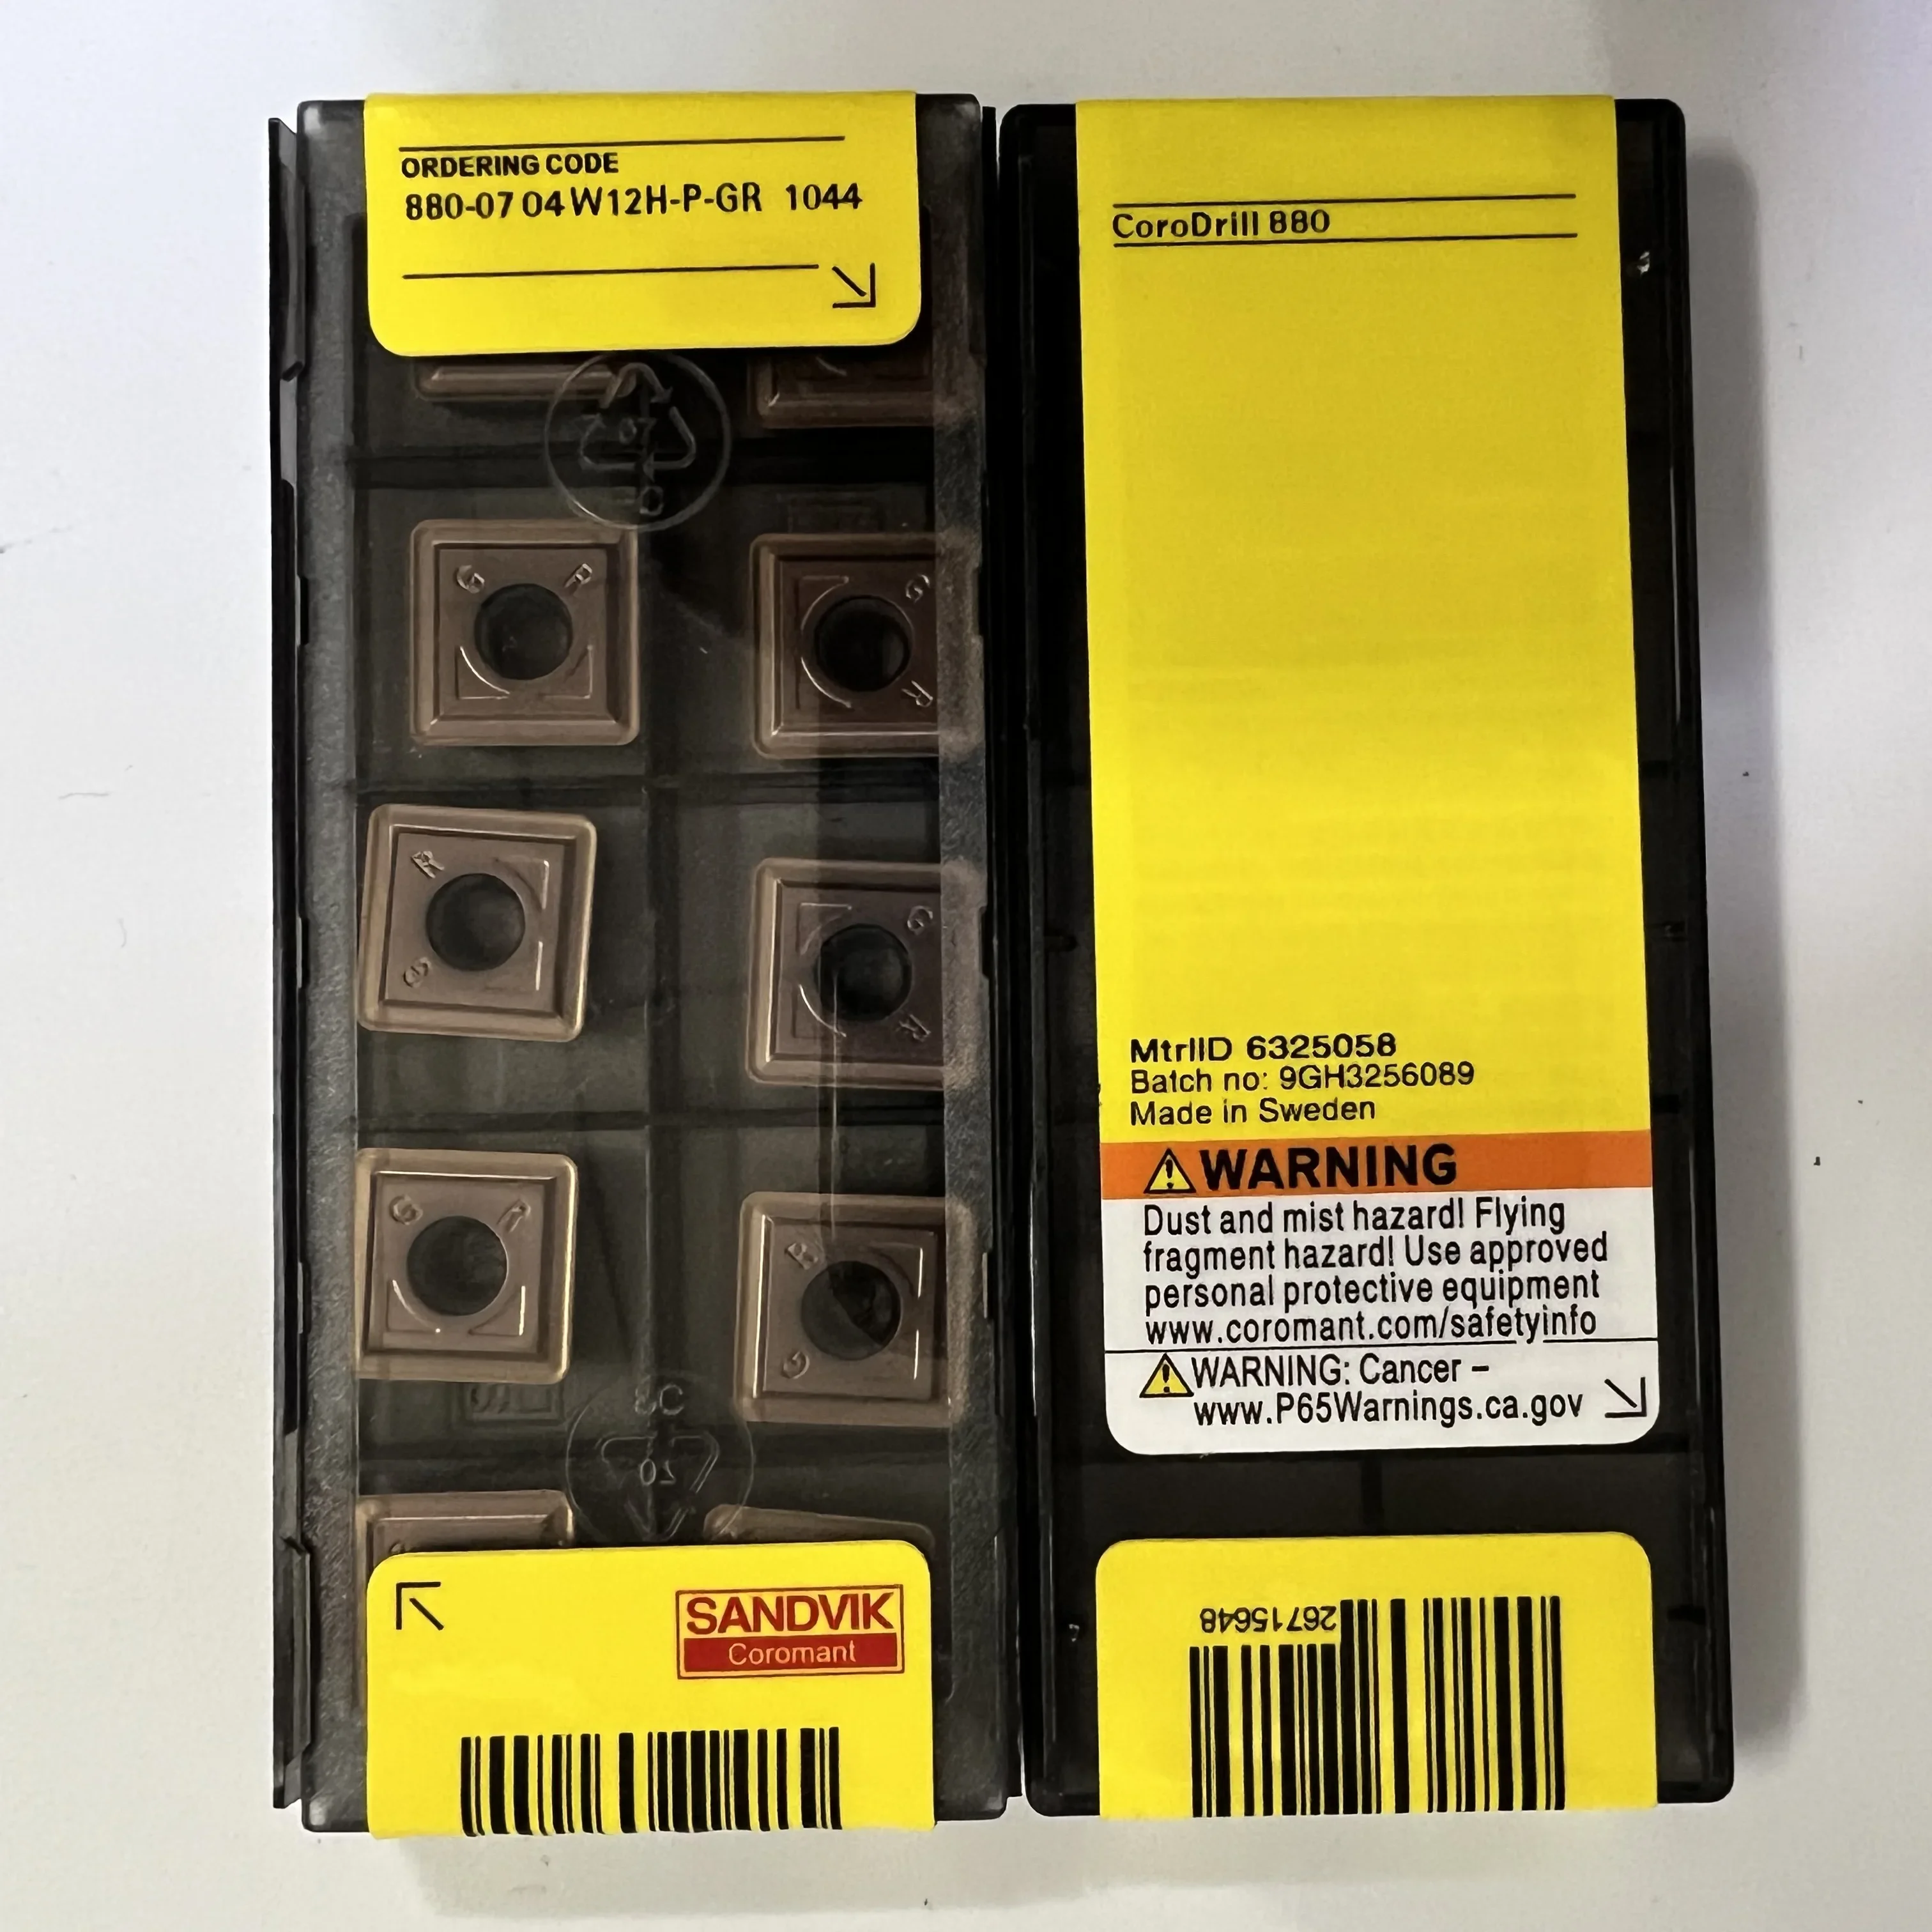 ORDERING CODE
880-07 04 W12H-P-GR 1044
G R
G
R
R
G
G
R
G R
R
G
SANDVIK
Coromant
CoroDrill 880
MtrlID 6325058
Batch no: 9GH3256089
Made in Sweden
WARNING
Dust and mist hazard! Flying
fragment hazard! Use approved
personal protective equipment
www.coromant.com/safetyinfo
WARNING: Cancer –
www.P65Warnings.ca.gov
26715648